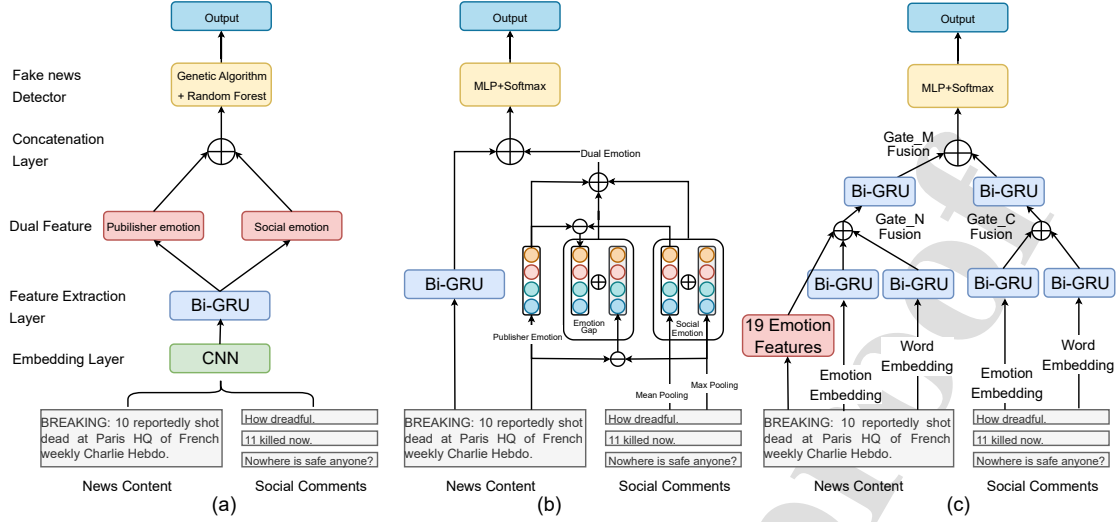 Output
Genetic Algorithm
+ Random Forest
Fake news
Detector
Concatenation
Layer
Dual Feature
Pubilisher emotion
Social emotion
Feature Extraction
Layer
Bi-GRU
Embedding Layer
CNN
BREAKING: 10 reportedly shot
dead at Paris HQ of French
weekly Charlie Hebdo.
How dreadful.
11 killed now.
Nowhere is safe anyone?
News Content
Social Comments
(a)
Output
MLP+Softmax
Dual Emotion
Bi-GRU
Emotion
Gap
Social
Emotion
Publisher Emotion
Mean Pooling
Max Pooling
BREAKING: 10 reportedly shot
dead at Paris HQ of French
weekly Charlie Hebdo.
How dreadful.
11 killed now.
Nowhere is safe anyone?
News Content
Social Comments
(b)
Output
MLP+Softmax
Gate_M
Fusion
Bi-GRU
Bi-GRU
Gate_N
Fusion
Gate_C
Fusion
Bi-GRU
Bi-GRU
Bi-GRU
Bi-GRU
19 Emotion
Features
Emotion
Embedding
Word
Embedding
Emotion
Embedding
Word
Embedding
BREAKING: 10 reportedly shot
dead at Paris HQ of French
weekly Charlie Hebdo.
How dreadful.
11 killed now.
Nowhere is safe anyone?
News Content
Social Comments
(c)